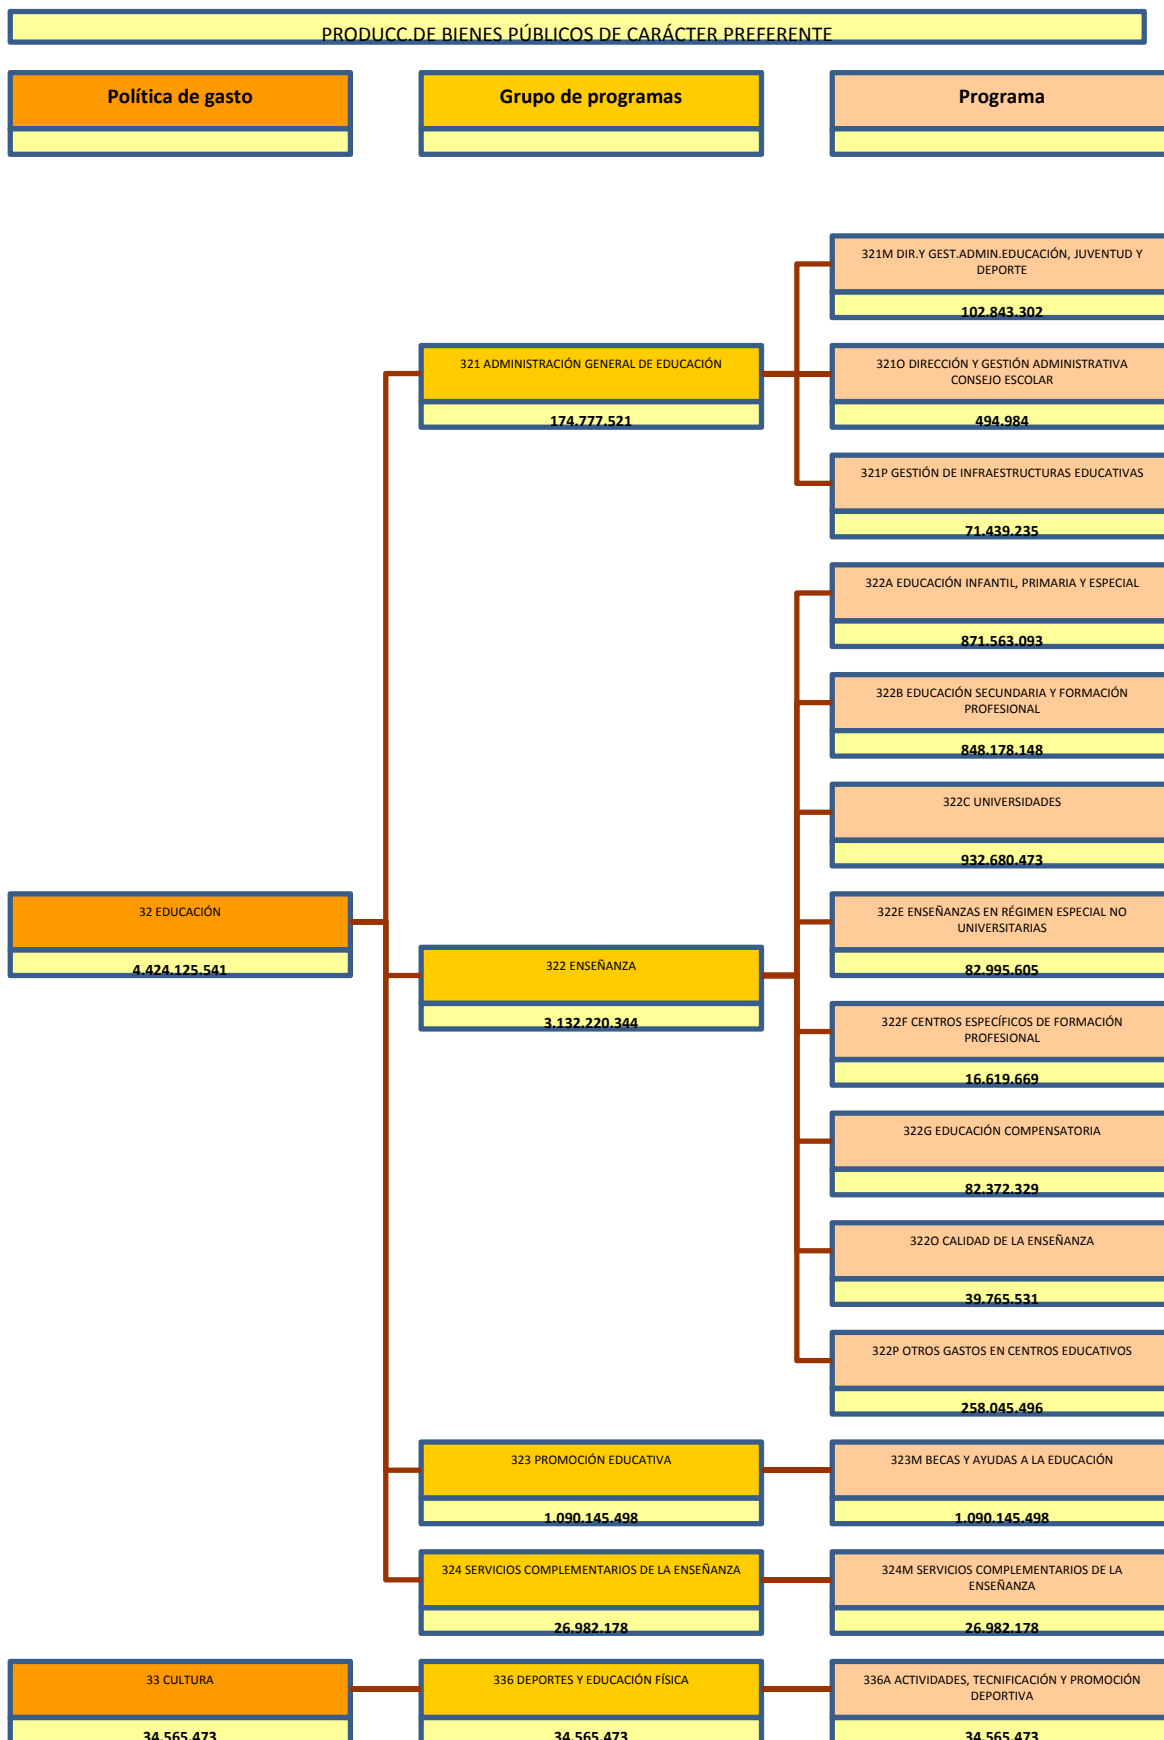 PRODUCC.DE BIENES PÚBLICOS DE CARÁCTER PREFERENTE
Política de gasto
Grupo de programas
Programa
321M DIR.Y GEST.ADMIN.EDUCACIÓN, JUVENTUD Y
DEPORTE
102.843.302
321 ADMINISTRACIÓN GENERAL DE EDUCACIÓN
174.777.521
321O DIRECCIÓN Y GESTIÓN ADMINISTRATIVA
CONSEJO ESCOLAR
494.984
321P GESTIÓN DE INFRAESTRUCTURAS EDUCATIVAS
71.439.235
322A EDUCACIÓN INFANTIL, PRIMARIA Y ESPECIAL
871.563.093
322B EDUCACIÓN SECUNDARIA Y FORMACIÓN
PROFESIONAL
848.178.148
322C UNIVERSIDADES
932.680.473
32 EDUCACIÓN
4.424.125.541
322E ENSEÑANZAS EN RÉGIMEN ESPECIAL NO
UNIVERSITARIAS
82.995.605
322 ENSEÑANZA
3.132.220.344
322F CENTROS ESPECÍFICOS DE FORMACIÓN
PROFESIONAL
16.619.669
322G EDUCACIÓN COMPENSATORIA
82.372.329
322O CALIDAD DE LA ENSEÑANZA
39.765.531
322P OTROS GASTOS EN CENTROS EDUCATIVOS
258.045.496
323 PROMOCIÓN EDUCATIVA
1.090.145.498
323M BECAS Y AYUDAS A LA EDUCACIÓN
1.090.145.498
324 SERVICIOS COMPLEMENTARIOS DE LA ENSEÑANZA
26.982.178
324M SERVICIOS COMPLEMENTARIOS DE LA
ENSEÑANZA
26.982.178
33 CULTURA
34.565.473
336 DEPORTES Y EDUCACIÓN FÍSICA
34.565.473
336A ACTIVIDADES, TECNIFICACIÓN Y PROMOCIÓN
DEPORTIVA
34.565.473